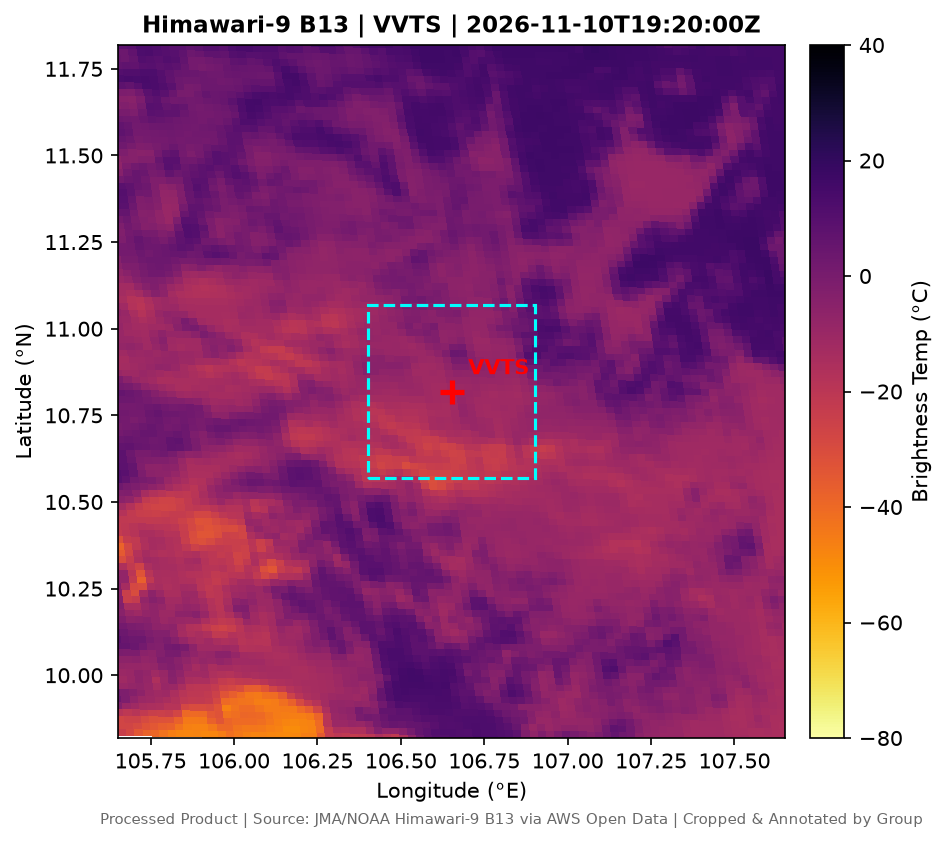 Himawari-9 B13 | VVTS | 2026-11-10T19:20:00Z
11.75
11.50
11.25
11.00
10.75
10.50
10.25
10.00
Latitude (°N)
VVTS
105.75 106.00 106.25 106.50 106.75 107.00 107.25 107.50
Longitude (°E)
40
20
0
−20
−40
−60
−80
Brightness Temp (°C)
Processed Product | Source: JMA/NOAA Himawari-9 B13 via AWS Open Data | Cropped & Annotated by Group